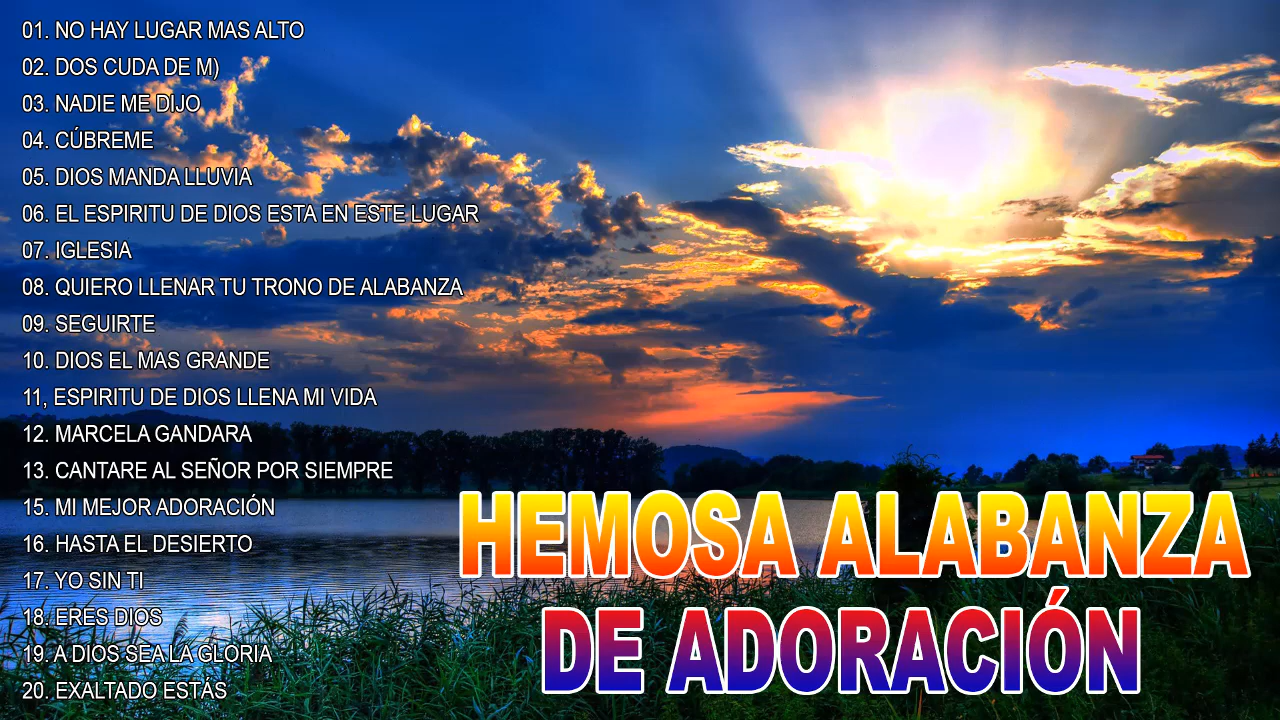 01. NO HAY LUGAR MAS ALTO
02. DOS CUDA DE M)
03. NADIE ME DIJO
04. CÚBREME
05. DIOS MANDA LLUVIA
06. EL ESPIRITU DE DIOS ESTA EN ESTE LUGAR
07. IGLESIA
08. QUIERO LLENAR TU TRONO DE ALABANZA
09. SEGUIRTE
10. DIOS EL MAS GRANDE
11, ESPIRITU DE DIOS LLENA MI VIDA
12. MARCELA GANDARA
13. CANTARE AL SEÑOR POR SIEMPRE
15. MI MEJOR ADORACIÓN
16. HASTA EL DESIERTO
17. YO SIN TI
18. ERES DIOS
19. A DIOS SEA LA GLORIA
20. EXALTADO ESTÁS
HEMOSA ALABANZA
DE ADORACIÓN